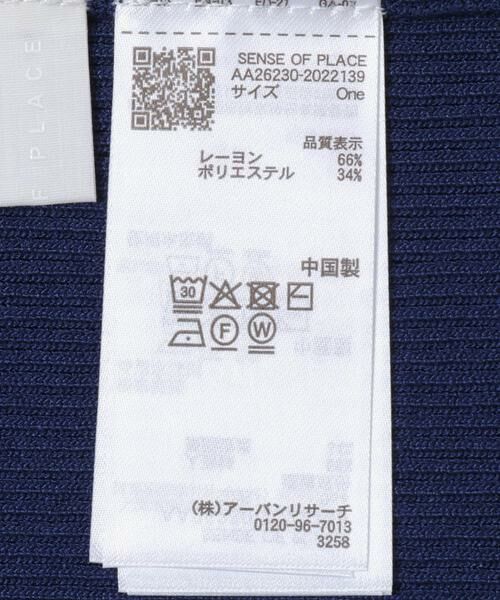 SENSE OF PLACE
AA26230-2022139
サイズ One
品質表示
レーヨン 66%
ポリエステル 34%
中国製
30
F W
(株)アーバンリサーチ
0120-96-7013
3258
F PLACE